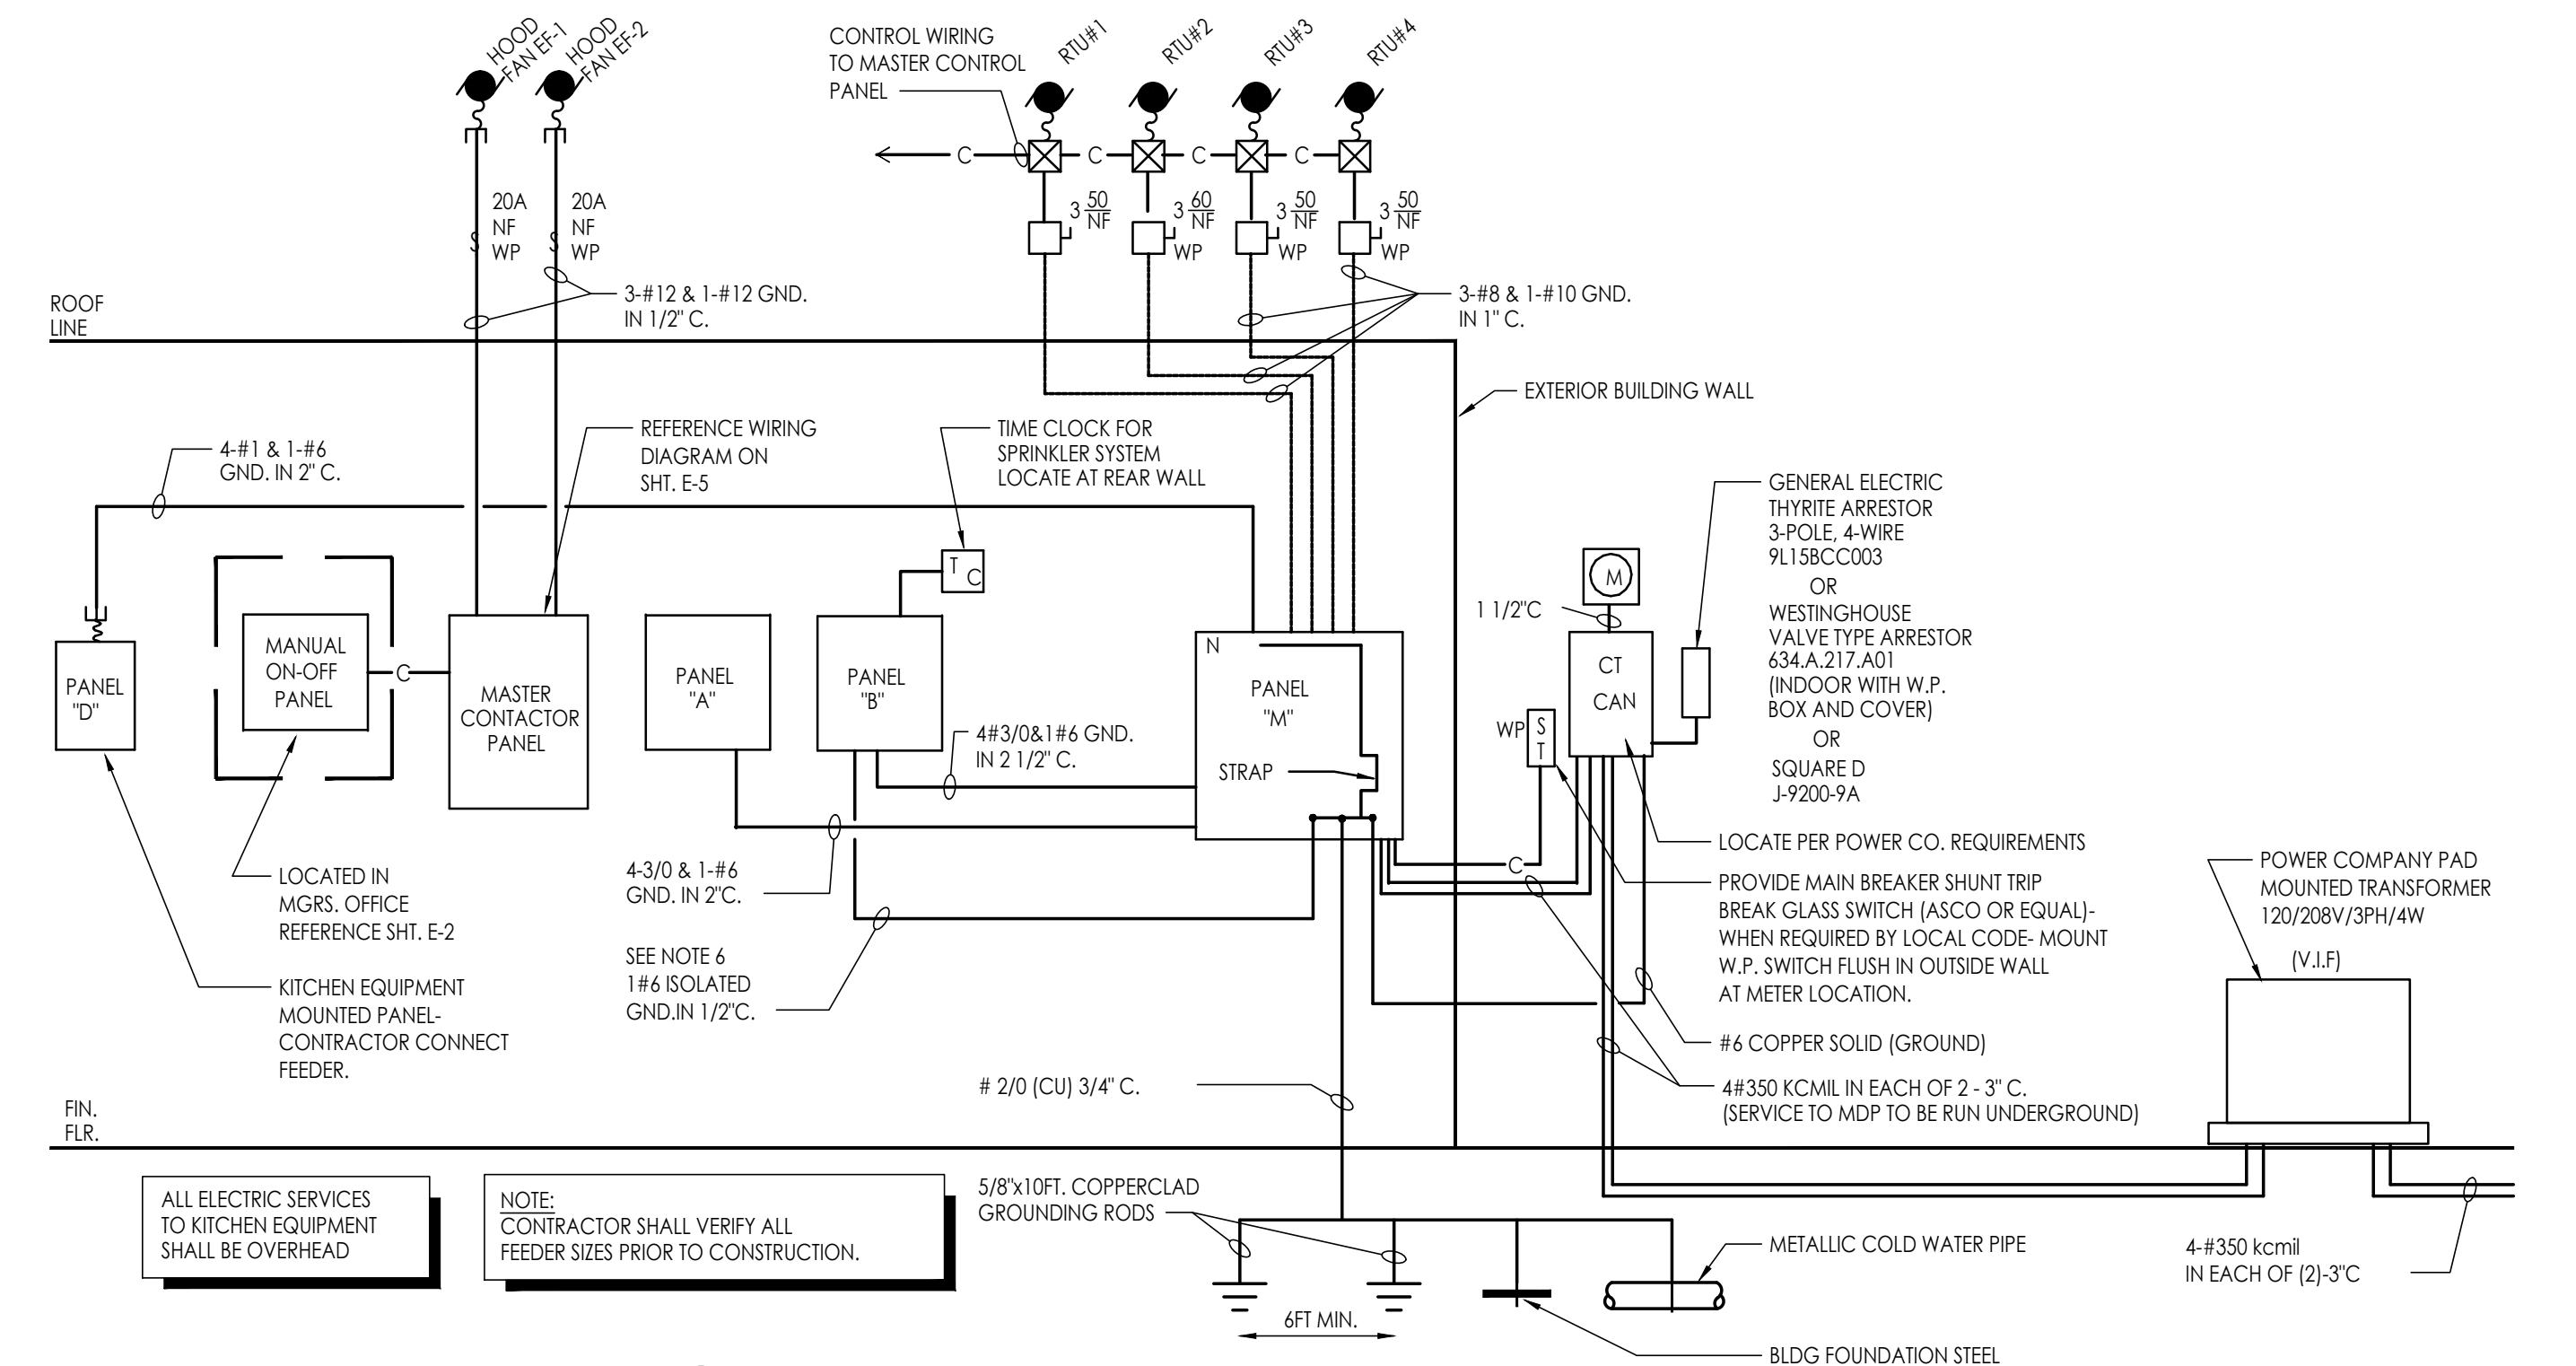 HOOD
FAN EF-1
HOOD
FAN EF-2
CONTROL WIRING
TO MASTER CONTROL
PANEL
RTU#1
RTU#2
RTU#3
RTU#4
C
C
C
C
20A
NF
WP
20A
NF
WP
3 50
NF
3 60
NF
WP
3 50
NF
WP
3 50
NF
WP
3-#12 & 1-#12 GND.
IN 1/2" C.
3-#8 & 1-#10 GND.
IN 1" C.
ROOF
LINE
EXTERIOR BUILDING WALL
4-#1 & 1-#6
GND. IN 2" C.
REFERENCE WIRING
DIAGRAM ON
SHT. E-5
TIME CLOCK FOR
SPRINKLER SYSTEM
LOCATE AT REAR WALL
GENERAL ELECTRIC
THYRITE ARRESTOR
3-POLE, 4-WIRE
9L15BCC003
OR
WESTINGHOUSE
VALVE TYPE ARRESTOR
634.A.217.A01
(INDOOR WITH W.P.
BOX AND COVER)
OR
SQUARE D
J-9200-9A
T C
M
1 1/2"C
PANEL
"D"
MANUAL
ON-OFF
PANEL
C
MASTER
CONTACTOR
PANEL
PANEL
"A"
PANEL
"B"
N
PANEL
"M"
STRAP
CT
CAN
WP
S
T
4#3/0&1#6 GND.
IN 2 1/2" C.
4-3/0 & 1-#6
GND. IN 2"C.
C
LOCATE PER POWER CO. REQUIREMENTS
PROVIDE MAIN BREAKER SHUNT TRIP
BREAK GLASS SWITCH (ASCO OR EQUAL)-
WHEN REQUIRED BY LOCAL CODE- MOUNT
W.P. SWITCH FLUSH IN OUTSIDE WALL
AT METER LOCATION.
POWER COMPANY PAD
MOUNTED TRANSFORMER
120/208V/3PH/4W
(V.I.F)
LOCATED IN
MGRS. OFFICE
REFERENCE SHT. E-2
SEE NOTE 6
1#6 ISOLATED
GND.IN 1/2"C.
KITCHEN EQUIPMENT
MOUNTED PANEL-
CONTRACTOR CONNECT
FEEDER.
#6 COPPER SOLID (GROUND)
# 2/0 (CU) 3/4" C.
4#350 KCMIL IN EACH OF 2 - 3" C.
(SERVICE TO MDP TO BE RUN UNDERGROUND)
FIN.
FLR.
ALL ELECTRIC SERVICES
TO KITCHEN EQUIPMENT
SHALL BE OVERHEAD
NOTE:
CONTRACTOR SHALL VERIFY ALL
FEEDER SIZES PRIOR TO CONSTRUCTION.
5/8"x10FT. COPPERCLAD
GROUNDING RODS
METALLIC COLD WATER PIPE
4-#350 kcmil
IN EACH OF (2)-3"C
6FT MIN.
BLDG FOUNDATION STEEL